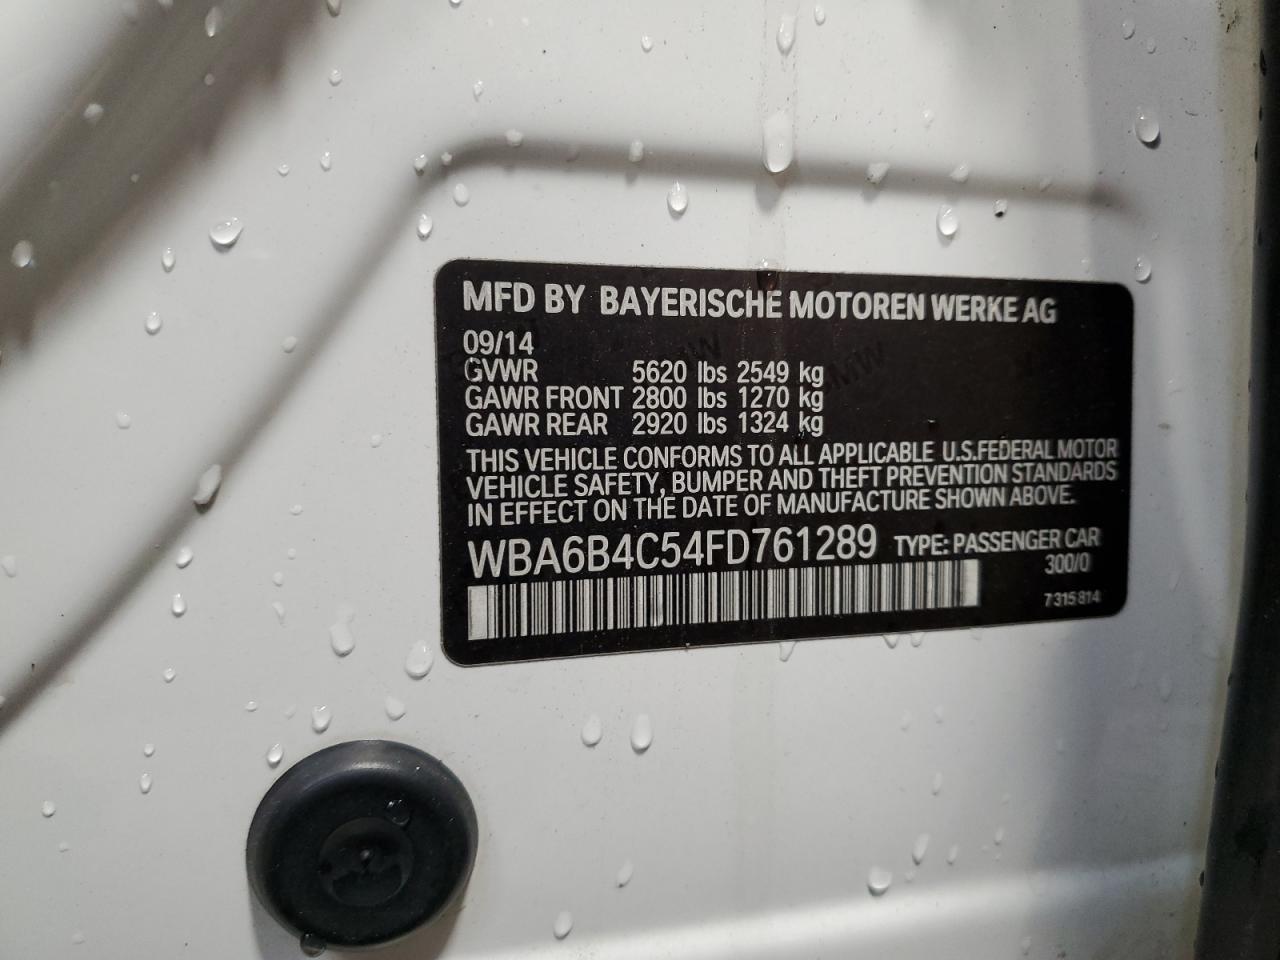 MFD BY BAYERISCHE MOTOREN WERKE AG
09/14
GVWR 5620 lbs 2549 kg
GAWR FRONT 2800 lbs 1270 kg
GAWR REAR 2920 lbs 1324 kg
THIS VEHICLE CONFORMS TO ALL APPLICABLE U.S.FEDERAL MOTOR
VEHICLE SAFETY, BUMPER AND THEFT PREVENTION STANDARDS
IN EFFECT ON THE DATE OF MANUFACTURE SHOWN ABOVE.
WBA6B4C54FD761289 TYPE: PASSENGER CAR
300/0
7315814